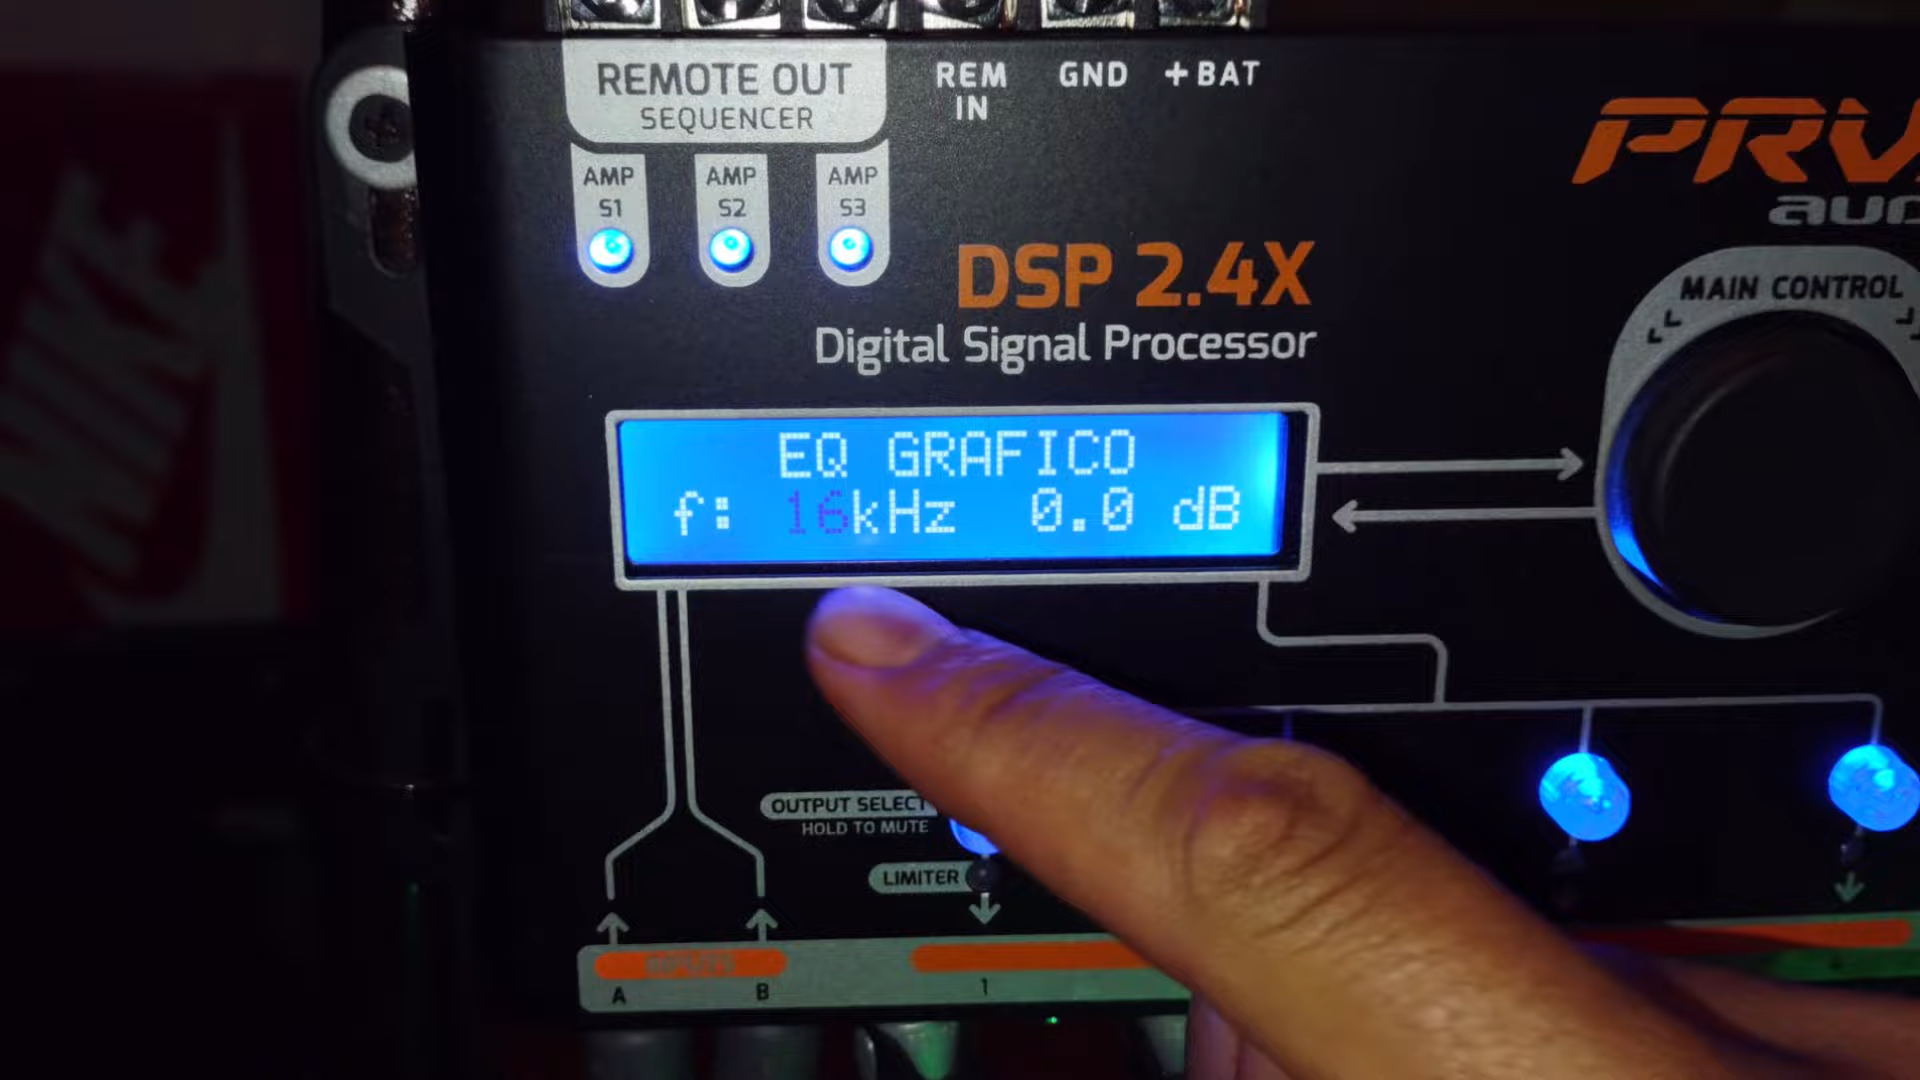 REMOTE OUT
SEQUENCER
REM
IN
GND
+BAT
AMP
S1
AMP
S2
AMP
S3
PRV
DSP 2.4X
Digital Signal Processor
MAIN CONTROL
EQ GRAFICO
f: 16kHz 0.0 dB
OUTPUT SELECT
HOLD TO MUTE
LIMITER
A
B
1
NIKE